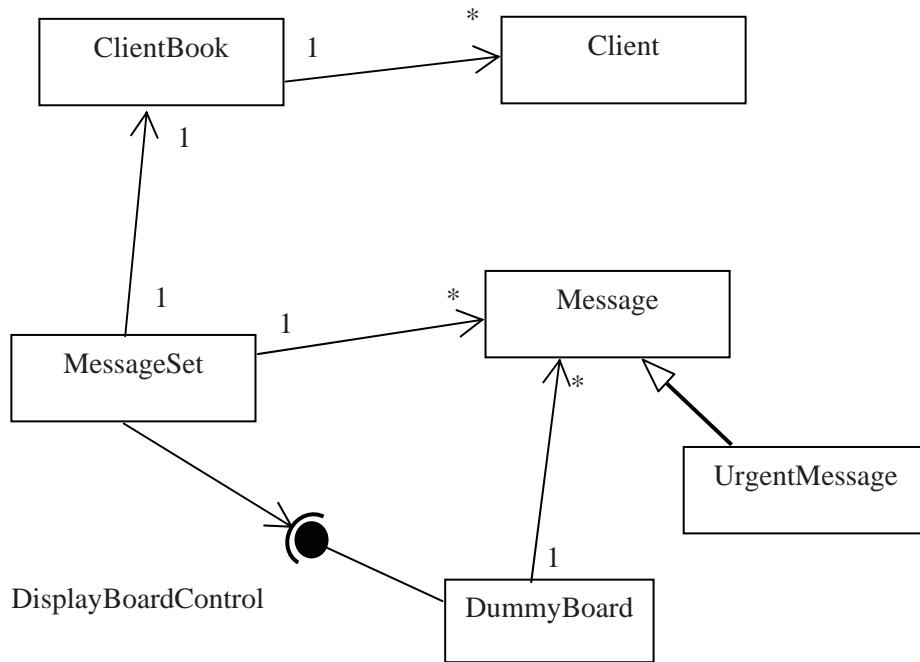 *
ClientBook
1
Client
1
1
*
Message
1
MessageSet
*
UrgentMessage
1
DisplayBoardControl
DummyBoard